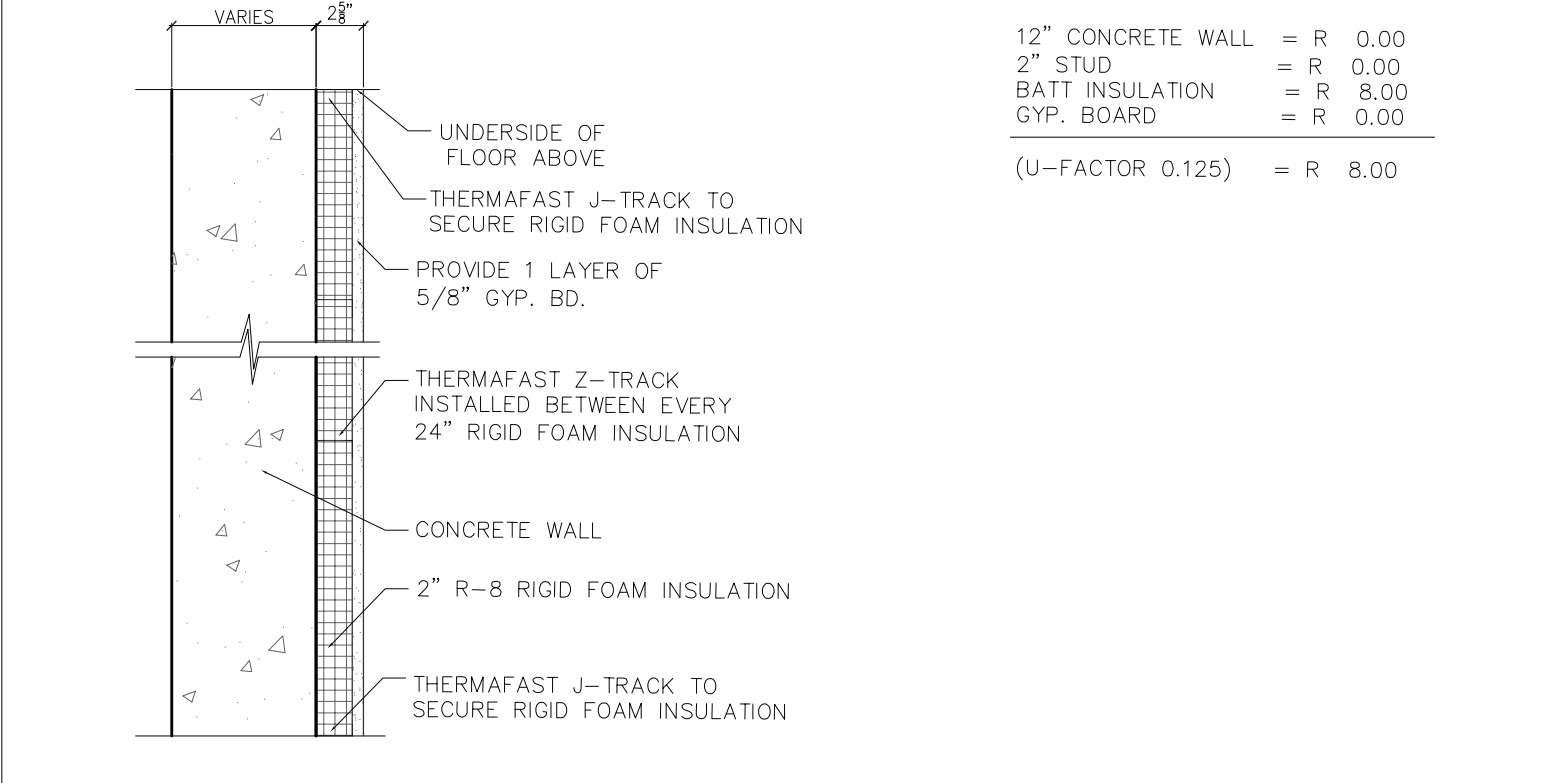 VARIES
2 5/8"
UNDERSIDE OF
FLOOR ABOVE
THERMAFAST J-TRACK TO
SECURE RIGID FOAM INSULATION
PROVIDE 1 LAYER OF
5/8" GYP. BD.
THERMAFAST Z-TRACK
INSTALLED BETWEEN EVERY
24" RIGID FOAM INSULATION
CONCRETE WALL
2" R-8 RIGID FOAM INSULATION
THERMAFAST J-TRACK TO
SECURE RIGID FOAM INSULATION
12" CONCRETE WALL = R 0.00
2" STUD = R 0.00
BATT INSULATION = R 8.00
GYP. BOARD = R 0.00
(U-FACTOR 0.125) = R 8.00